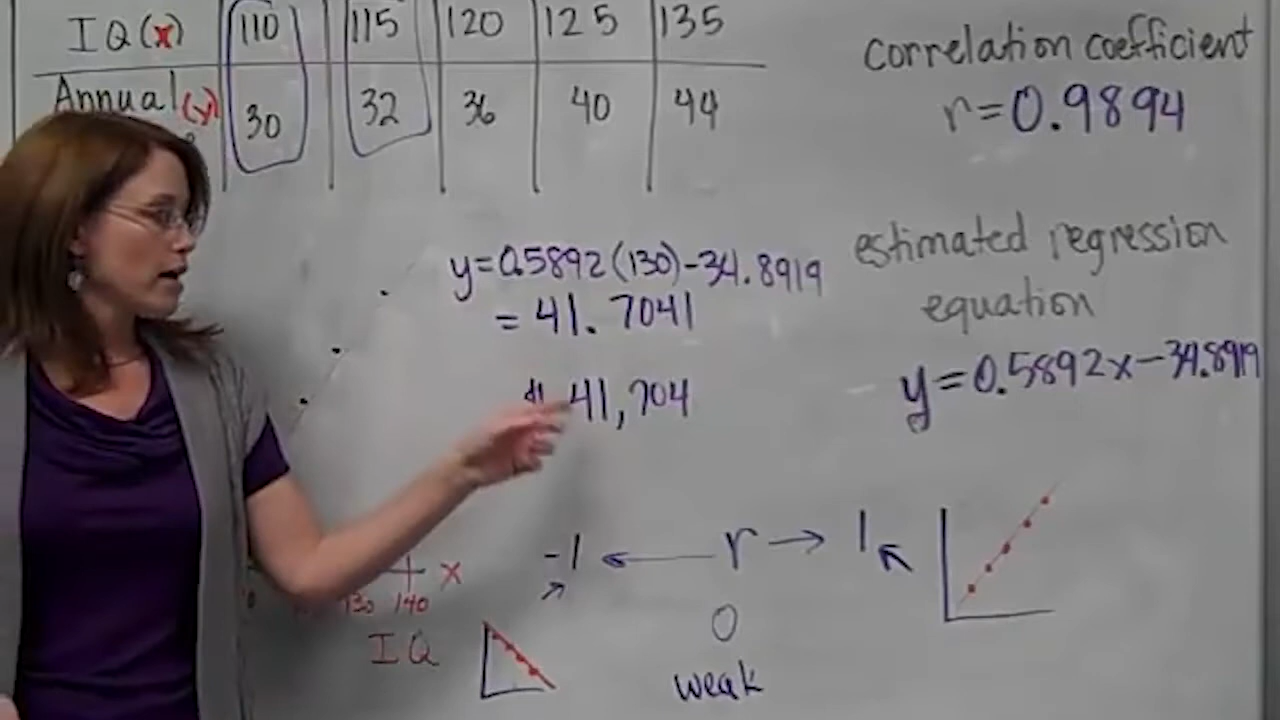 IQ(x) 110 115 120 125 135
Annual (y) 30 32 36 40 44
correlation coefficient
r=0.9894
y=0.5892(130)-34.8919
= 41.7041
41,704
estimated regression
equation
y=0.5892x-34.8919
-1 ← r → 1
0
weak
x
130 140
IQ